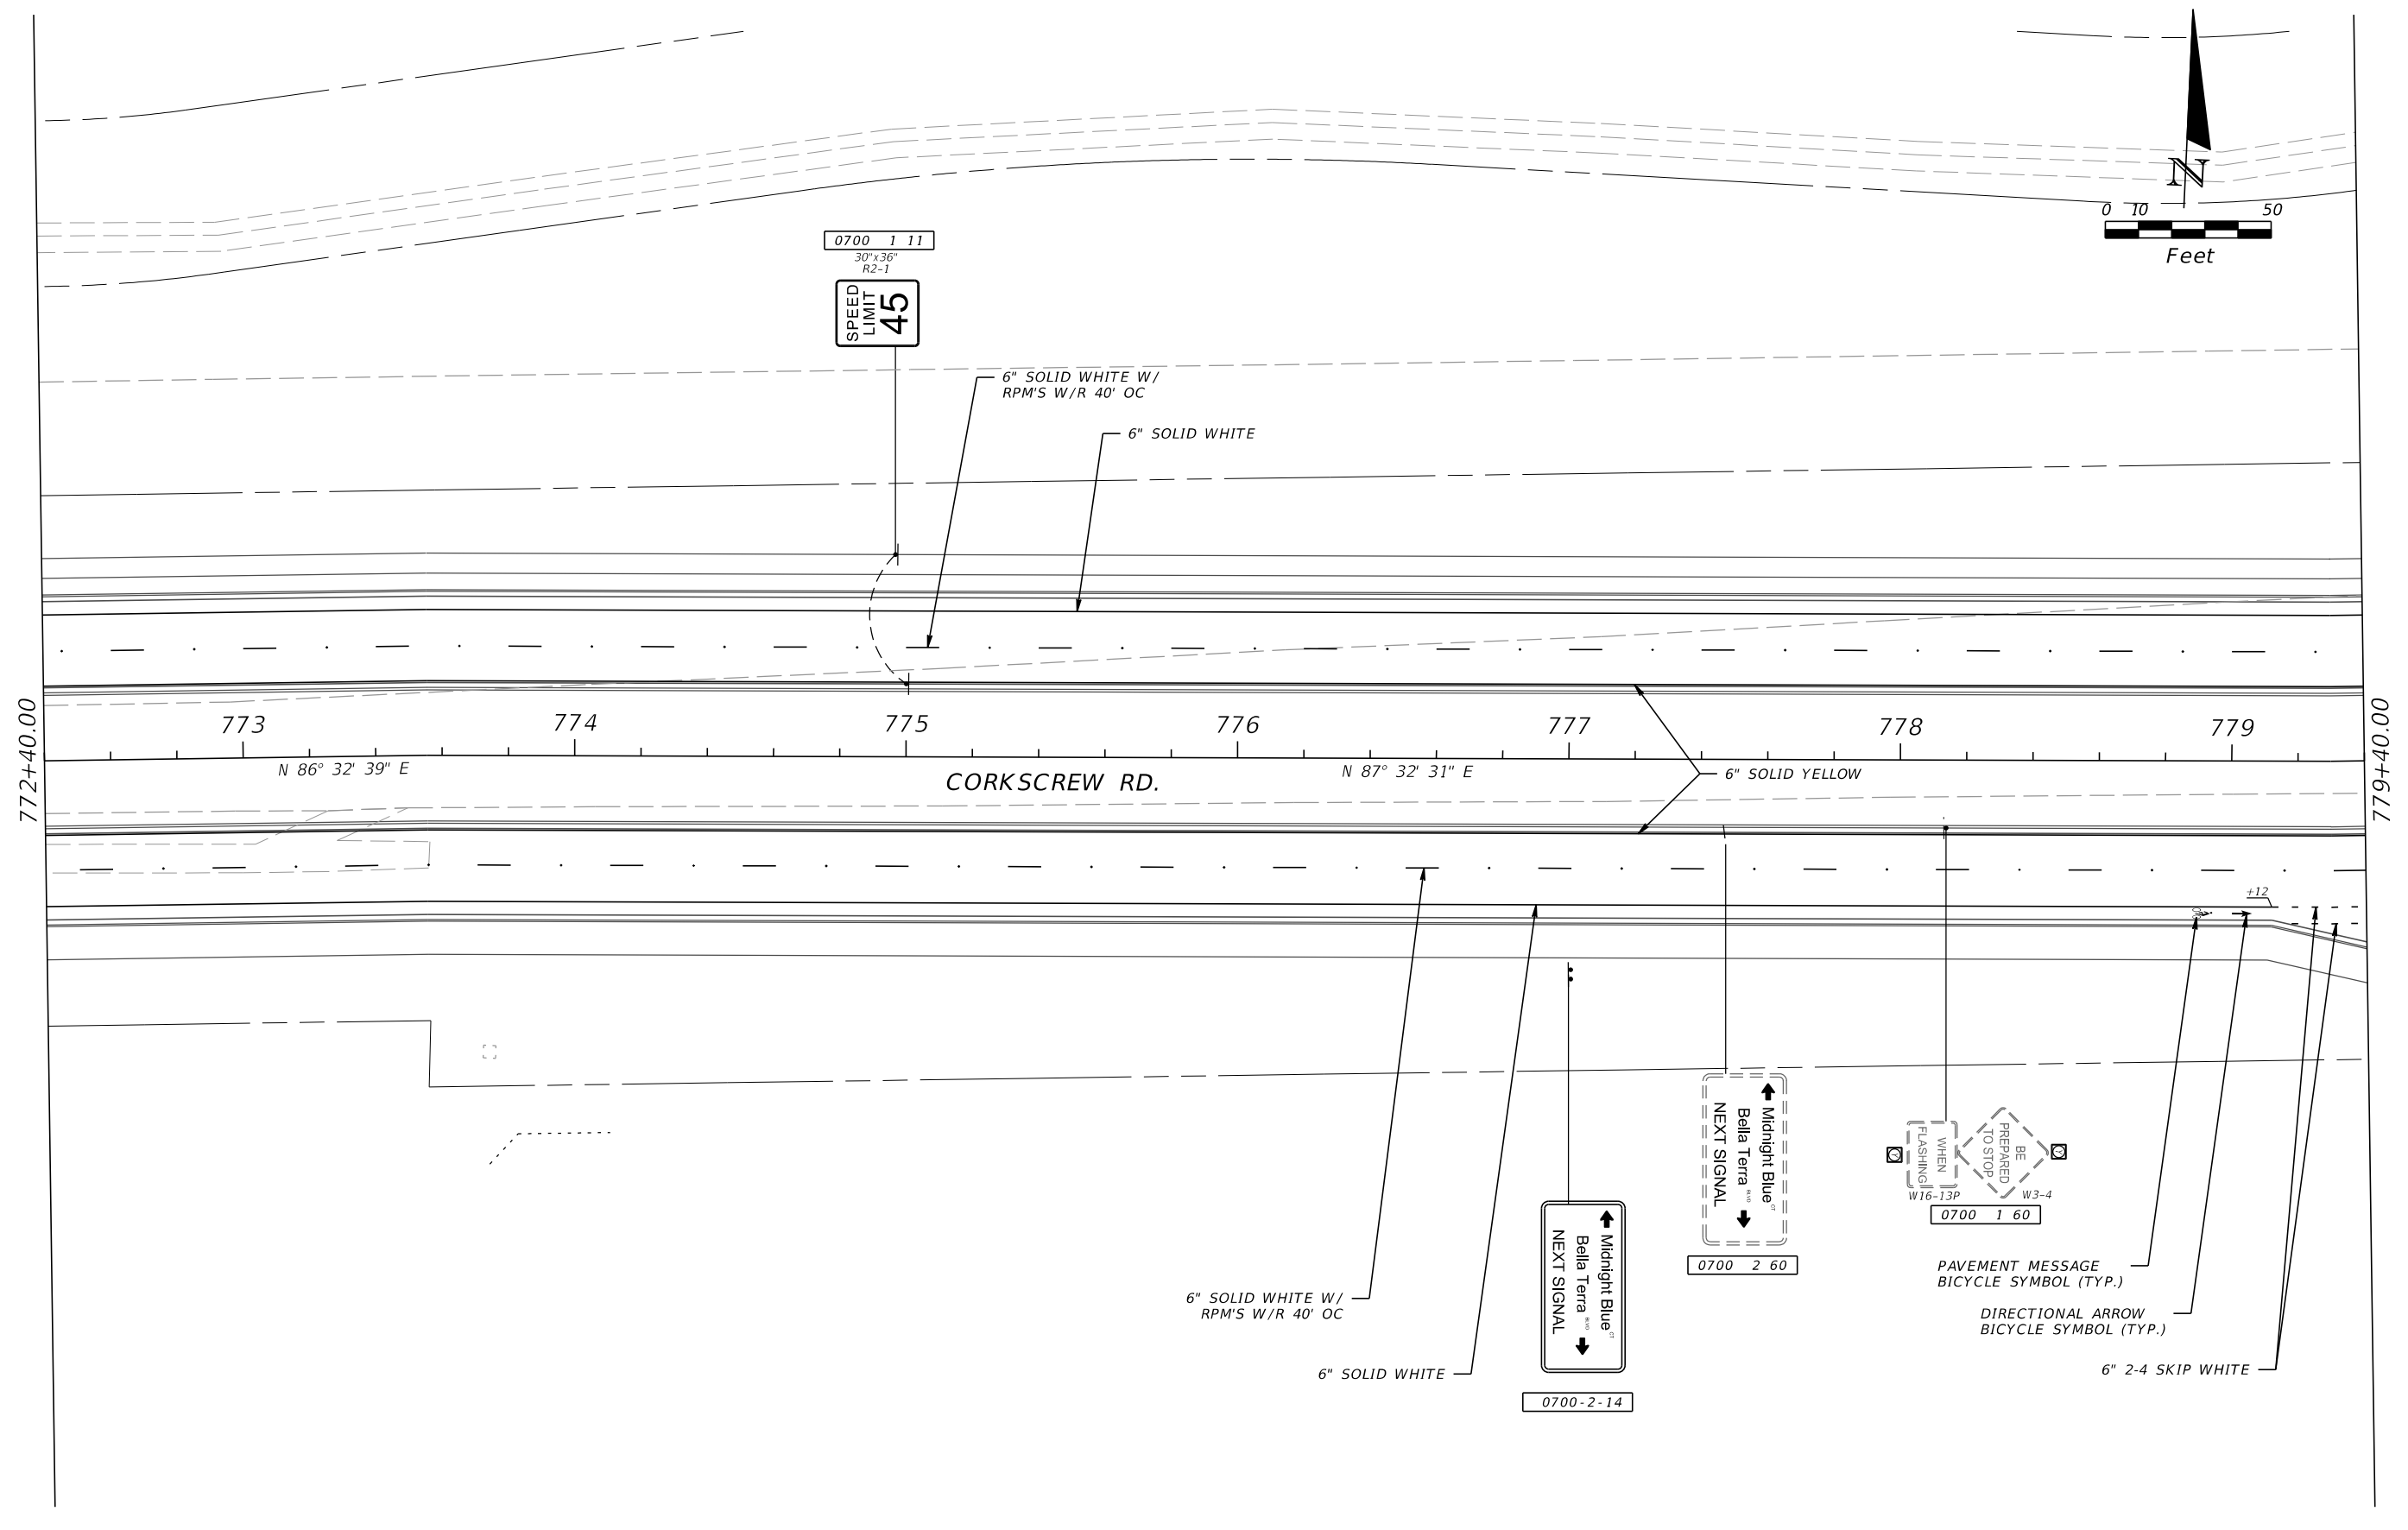 N
0 10 50
Feet
0700 1 11
30"x36"
R2-1
SPEED
LIMIT
45
6" SOLID WHITE W/
RPM'S W/R 40' OC
6" SOLID WHITE
772+40.00
773
774
775
776
777
778
779
779+40.00
N 86° 32' 39" E
CORKSCREW RD.
N 87° 32' 31" E
6" SOLID YELLOW
+12
Midnight Blue CT
Bella Terra BLVD
NEXT SIGNAL
0700 2 60
BE
PREPARED
TO STOP
WHEN
FLASHING
Y
Y
W16-13P
W3-4
0700 1 60
Midnight Blue CT
Bella Terra BLVD
NEXT SIGNAL
0700-2-14
6" SOLID WHITE W/
RPM'S W/R 40' OC
6" SOLID WHITE
PAVEMENT MESSAGE
BICYCLE SYMBOL (TYP.)
DIRECTIONAL ARROW
BICYCLE SYMBOL (TYP.)
6" 2-4 SKIP WHITE